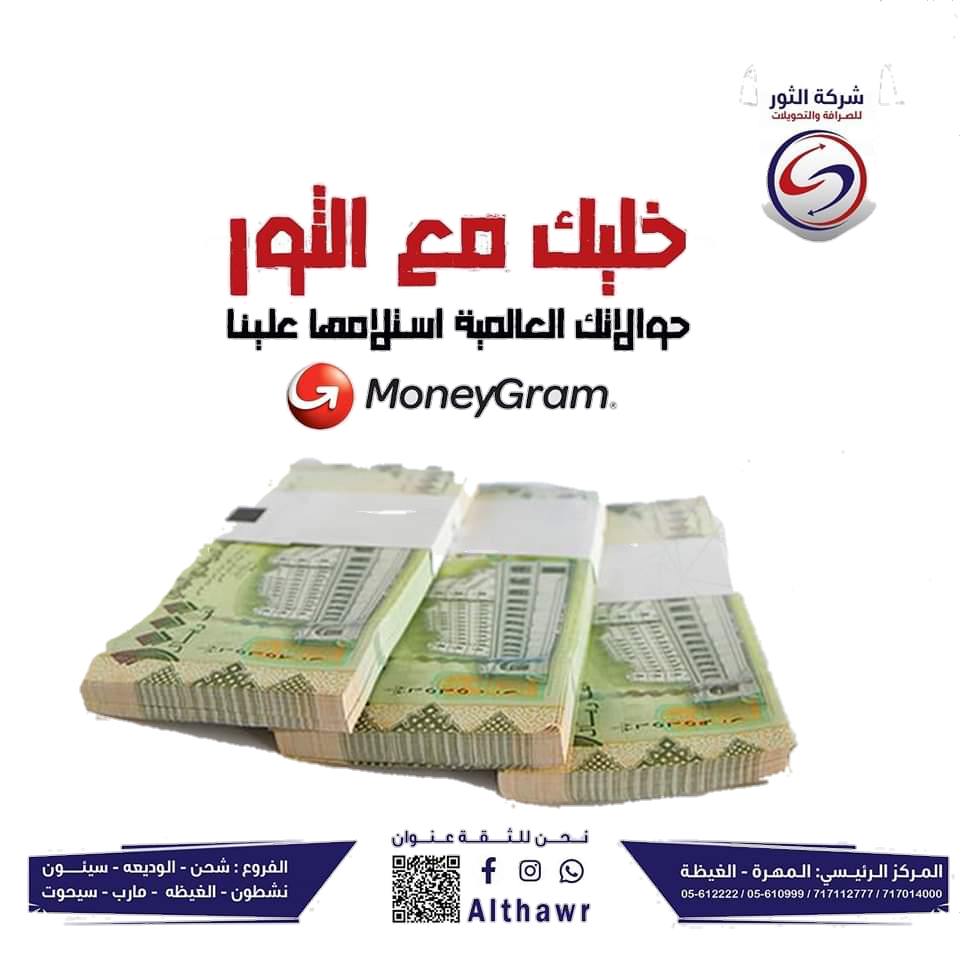 شركة الثور
للصرافة والتحويلات
خليك مع الثور
حوالاتك العالمية استلامها علينا
MoneyGram®
نحن للثقة عنوان
Althawr
المركز الرئيسي: المهرة - الغيظة
05-612222 / 05-610999 / 717112777 / 717014000
الفروع : شحن - الوديعه - سيئون
نشطون - الغيظه - مارب - سيحوت